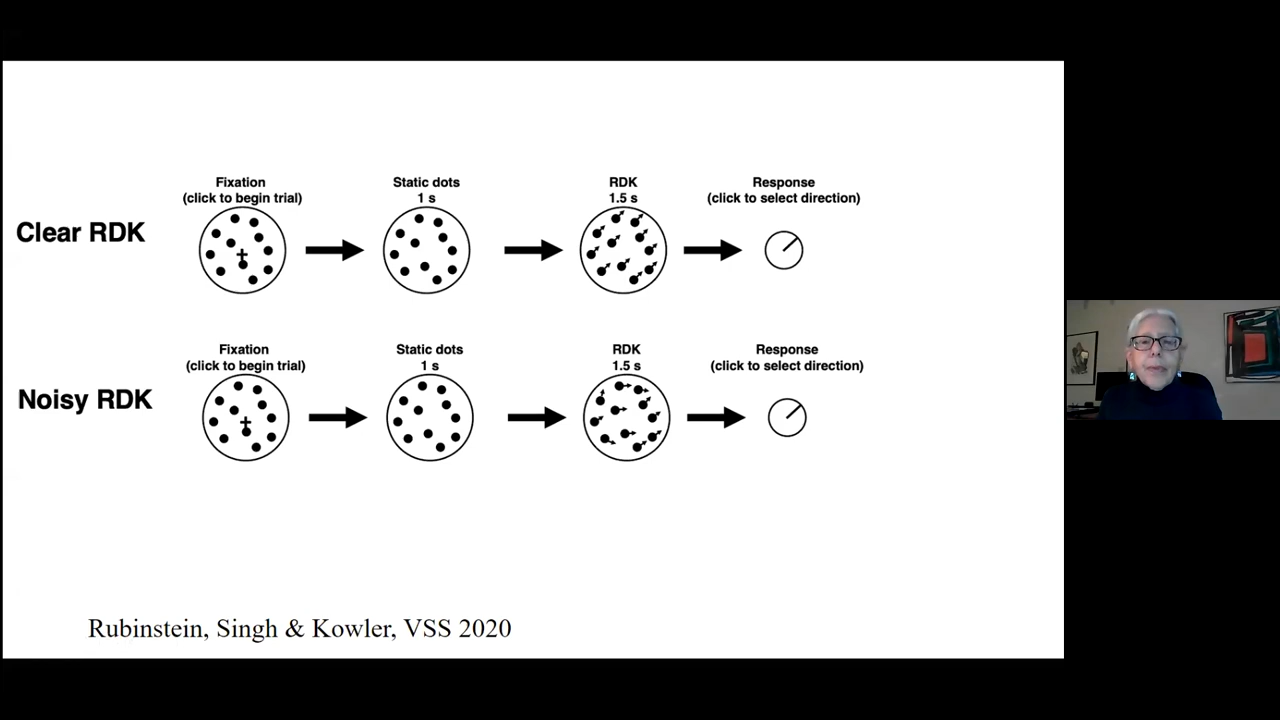 Fixation
(click to begin trial)
Static dots
1 s
RDK
1.5 s
Response
(click to select direction)
Clear RDK
Fixation
(click to begin trial)
Static dots
1 s
RDK
1.5 s
Response
(click to select direction)
Noisy RDK
Rubinstein, Singh & Kowler, VSS 2020